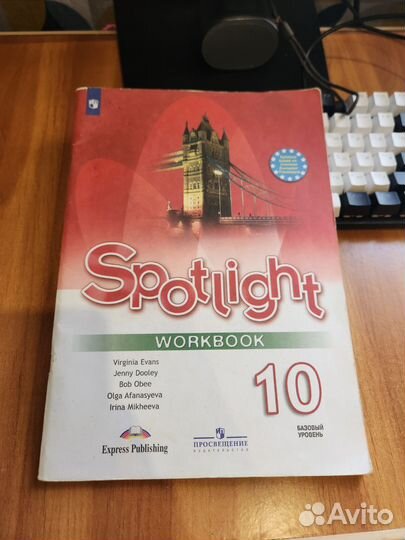 Spotlight
WORKBOOK
Virginia Evans
Jenny Dooley
Bob Obee
Olga Afanasyeva
Irina Mikheeva
10
БАЗОВЫЙ
УРОВЕНЬ
Express Publishing
ПРОСВЕЩЕНИЕ
ИЗДАТЕЛЬСТВО
Avito